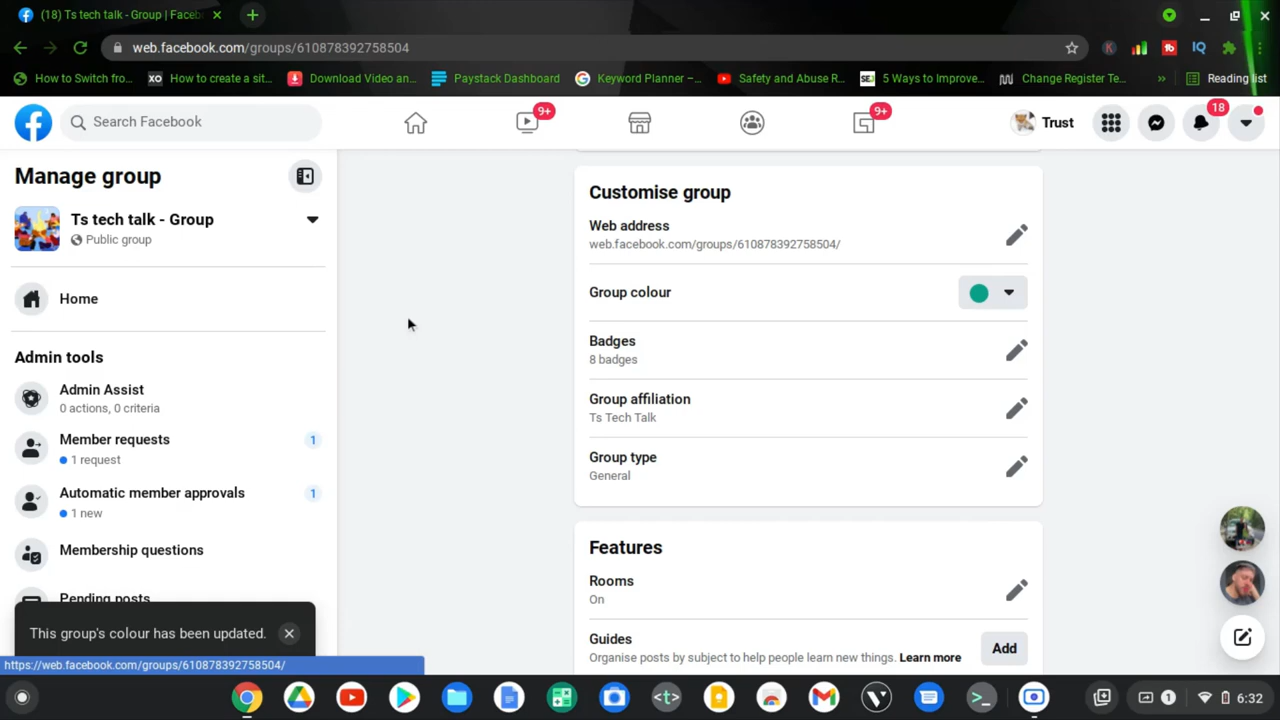 (18) Ts tech talk - Group | Faceb
web.facebook.com/groups/610878392758504
How to Switch fro...
How to create a sit...
Download Video an...
Paystack Dashboard
Keyword Planner –...
Safety and Abuse R...
5 Ways to Improve...
Change Register Te...
»
Reading list
Search Facebook
9+
9+
Trust
18
Manage group
Ts tech talk - Group
Public group
Home
Admin tools
Admin Assist
0 actions, 0 criteria
Member requests
1
1 request
Automatic member approvals
1
1 new
Membership questions
Pending posts
This group's colour has been updated.
https://web.facebook.com/groups/610878392758504/
Customise group
Web address
web.facebook.com/groups/610878392758504/
Group colour
Badges
8 badges
Group affiliation
Ts Tech Talk
Group type
General
Features
Rooms
On
Guides
Organise posts by subject to help people learn new things. Learn more
Add
1
6:32